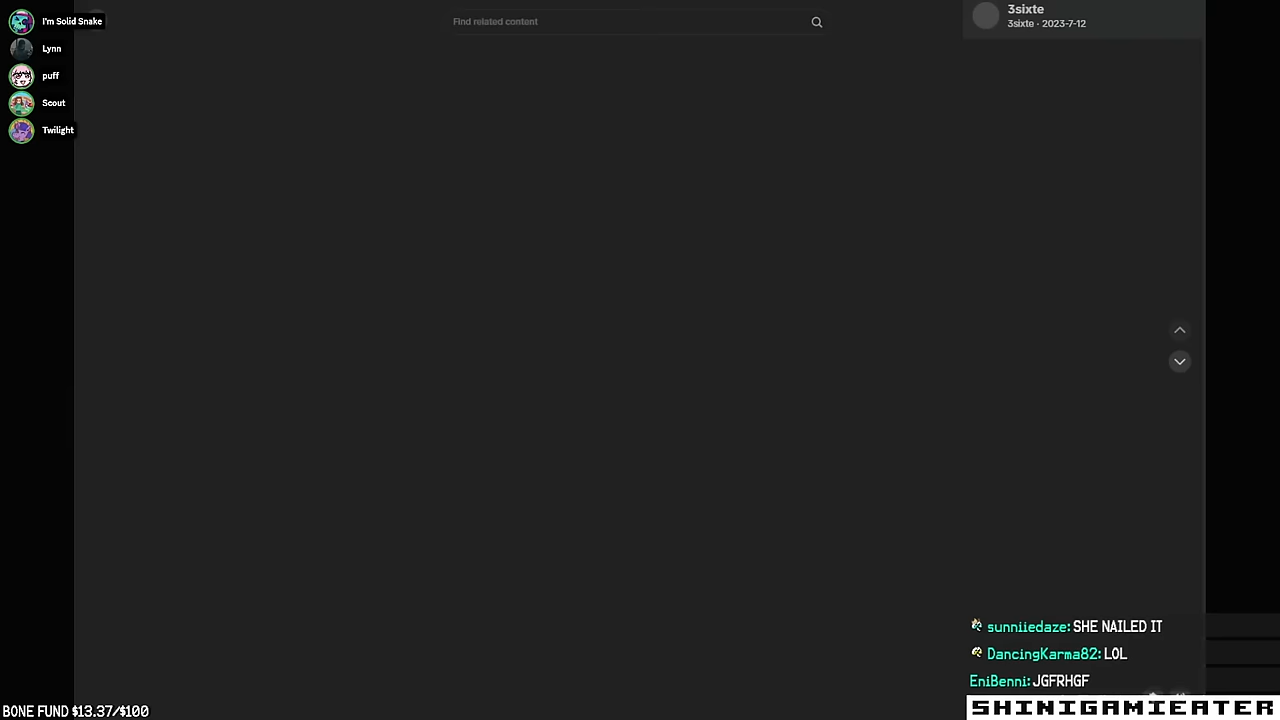 I'm Solid Snake
Lynn
puff
Scout
Twilight
Find related content
3sixte
3sixte · 2023-7-12
sunniiedaze: SHE NAILED IT
DancingKarma82: LOL
EniBenni: JGFRHGF
BONE FUND $13.37/$100
SHINIGAMIEATER